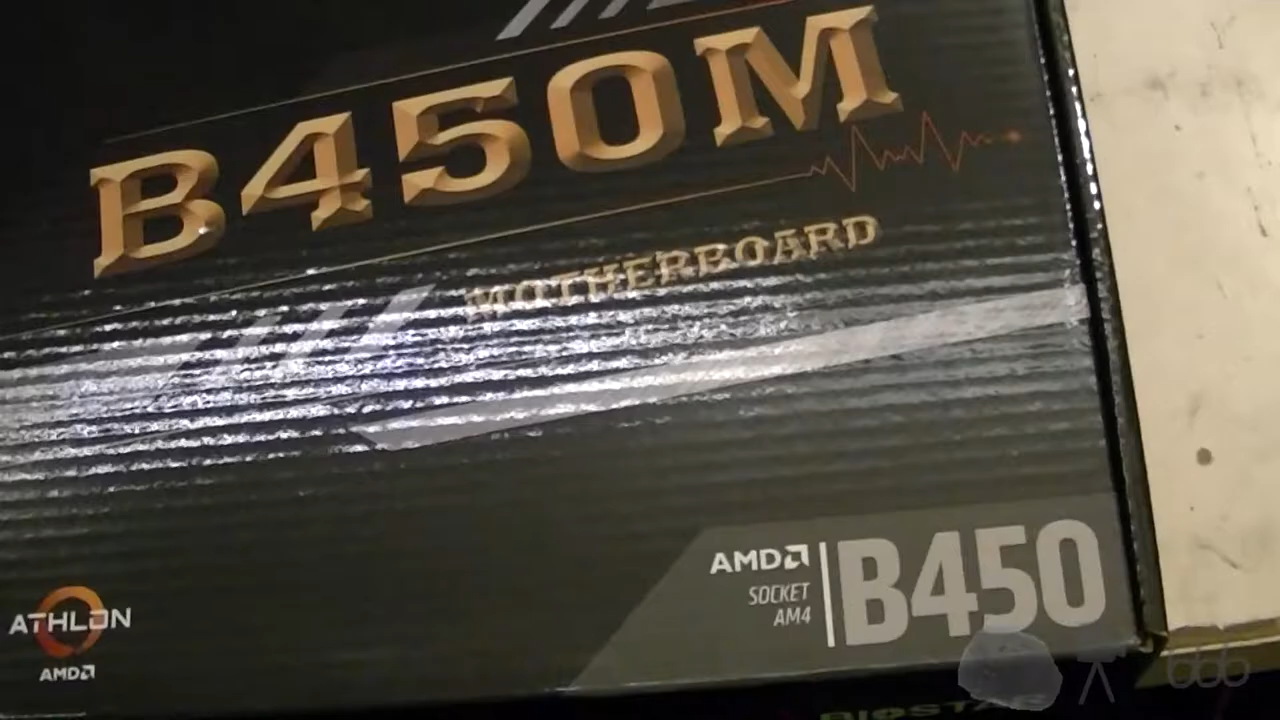 B450M
MOTHERBOARD
AMD
SOCKET
AM4
B450
ATHLON
AMD